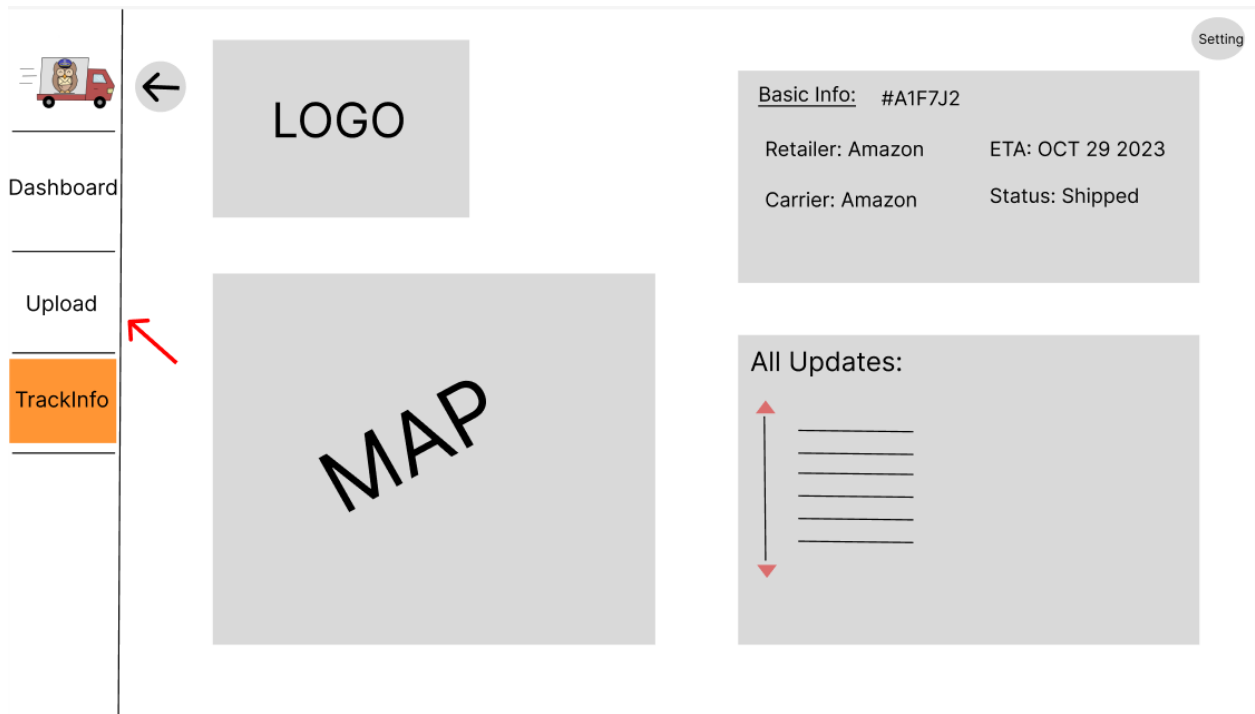 Setting
Dashboard
Upload
TrackInfo
LOGO
MAP
Basic Info: #A1F7J2
Retailer: Amazon ETA: OCT 29 2023
Carrier: Amazon Status: Shipped
All Updates: